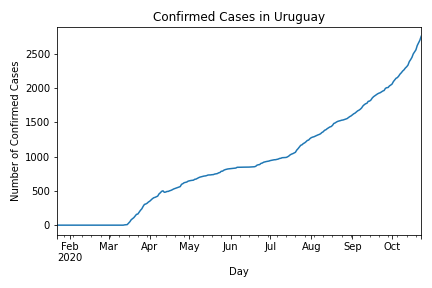 Confirmed Cases in Uruguay
Number of Confirmed Cases
2500
2000
1500
1000
500
0
Feb Mar Apr May Jun Jul Aug Sep Oct
2020
Day